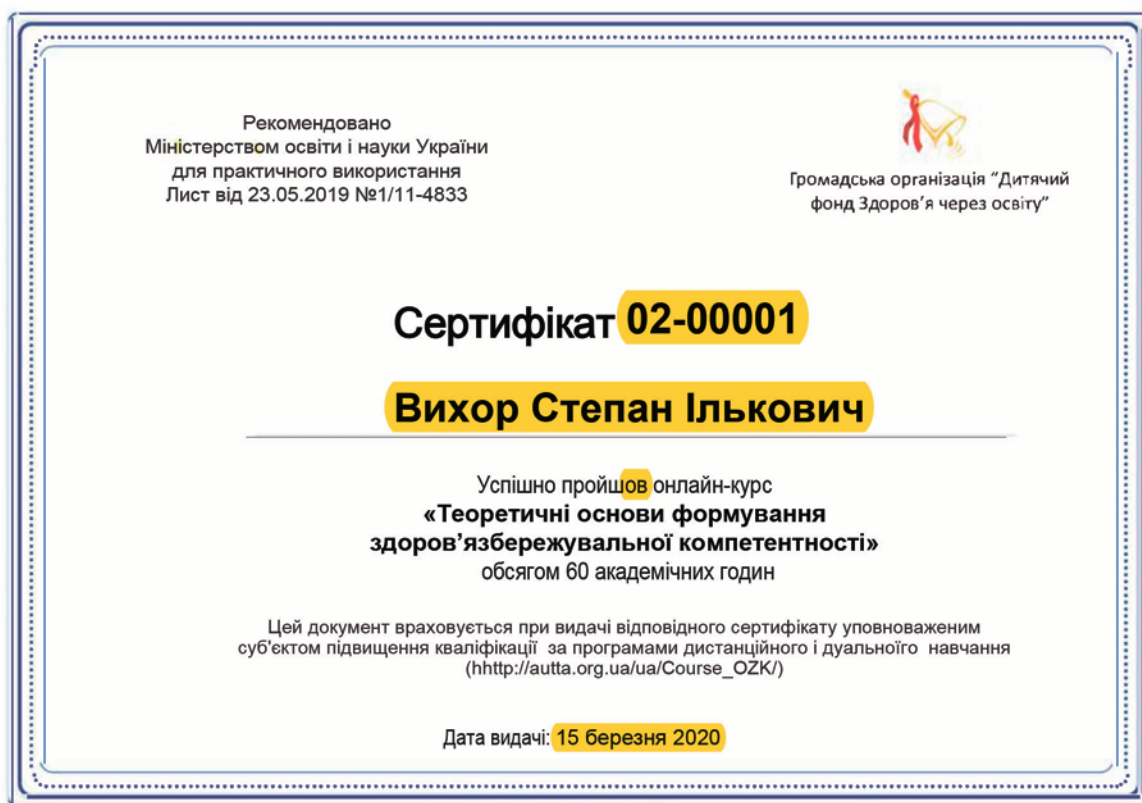 Рекомендовано
Міністерством освіти і науки України
для практичного використання
Лист від 23.05.2019 №1/11-4833
Громадська організація "Дитячий
фонд Здоров'я через освіту"
Сертифікат 02-00001
Вихор Степан Ількович
Успішно пройшов онлайн-курс
«Теоретичні основи формування
здоров'язбережувальної компетентності»
обсягом 60 академічних годин
Цей документ враховується при видачі відповідного сертифікату уповноваженим
суб'єктом підвищення кваліфікації за програмами дистанційного і дуальноїго навчання
(hhttp://autta.org.ua/ua/Course_OZK/)
Дата видачі: 15 березня 2020